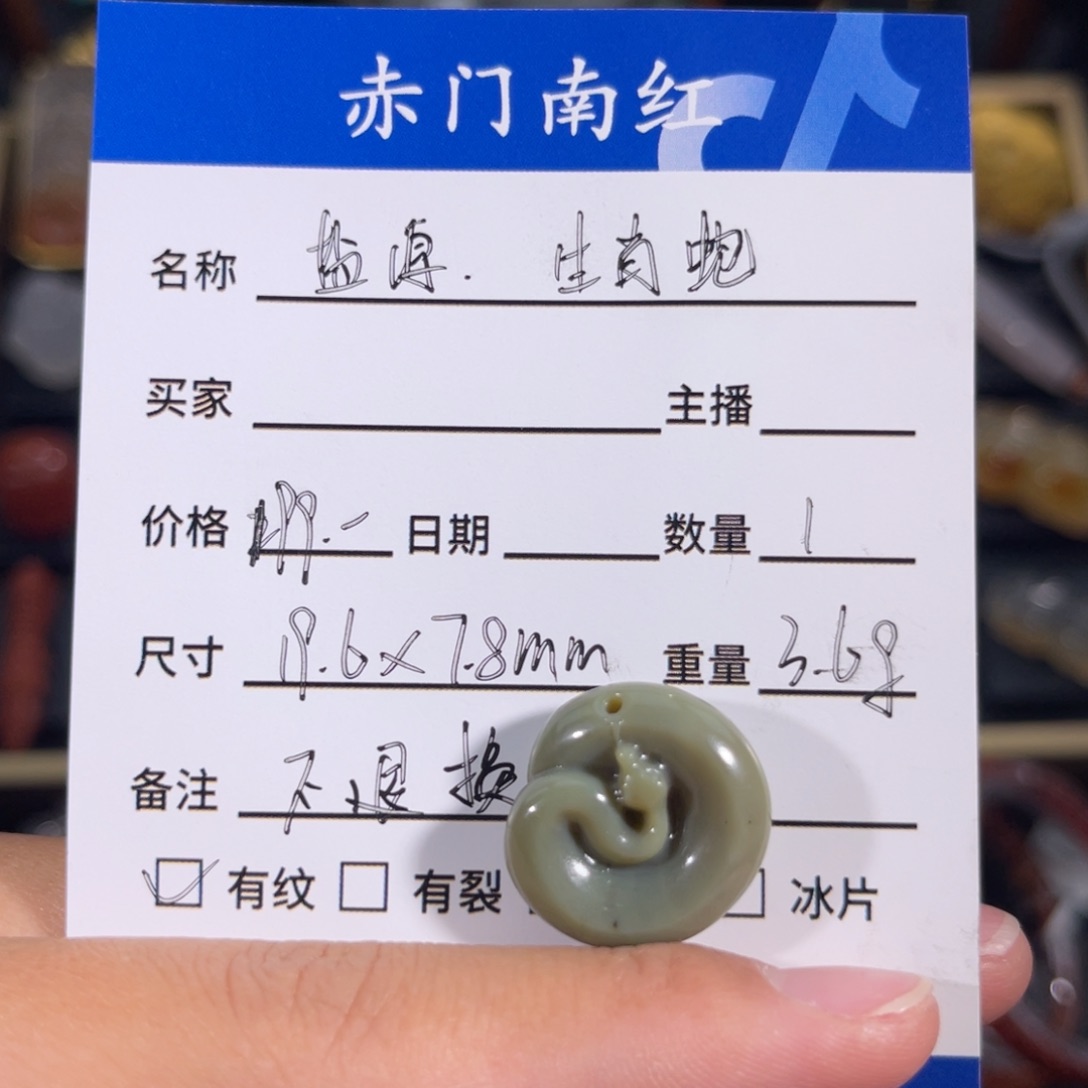 赤门南红
名称 盐源. 生肖蛇
买家 主播
价格 299.- 日期 数量 1
尺寸 19.6×7.8mm 重量 3.6g
备注 不退换
有纹 有裂 冰片